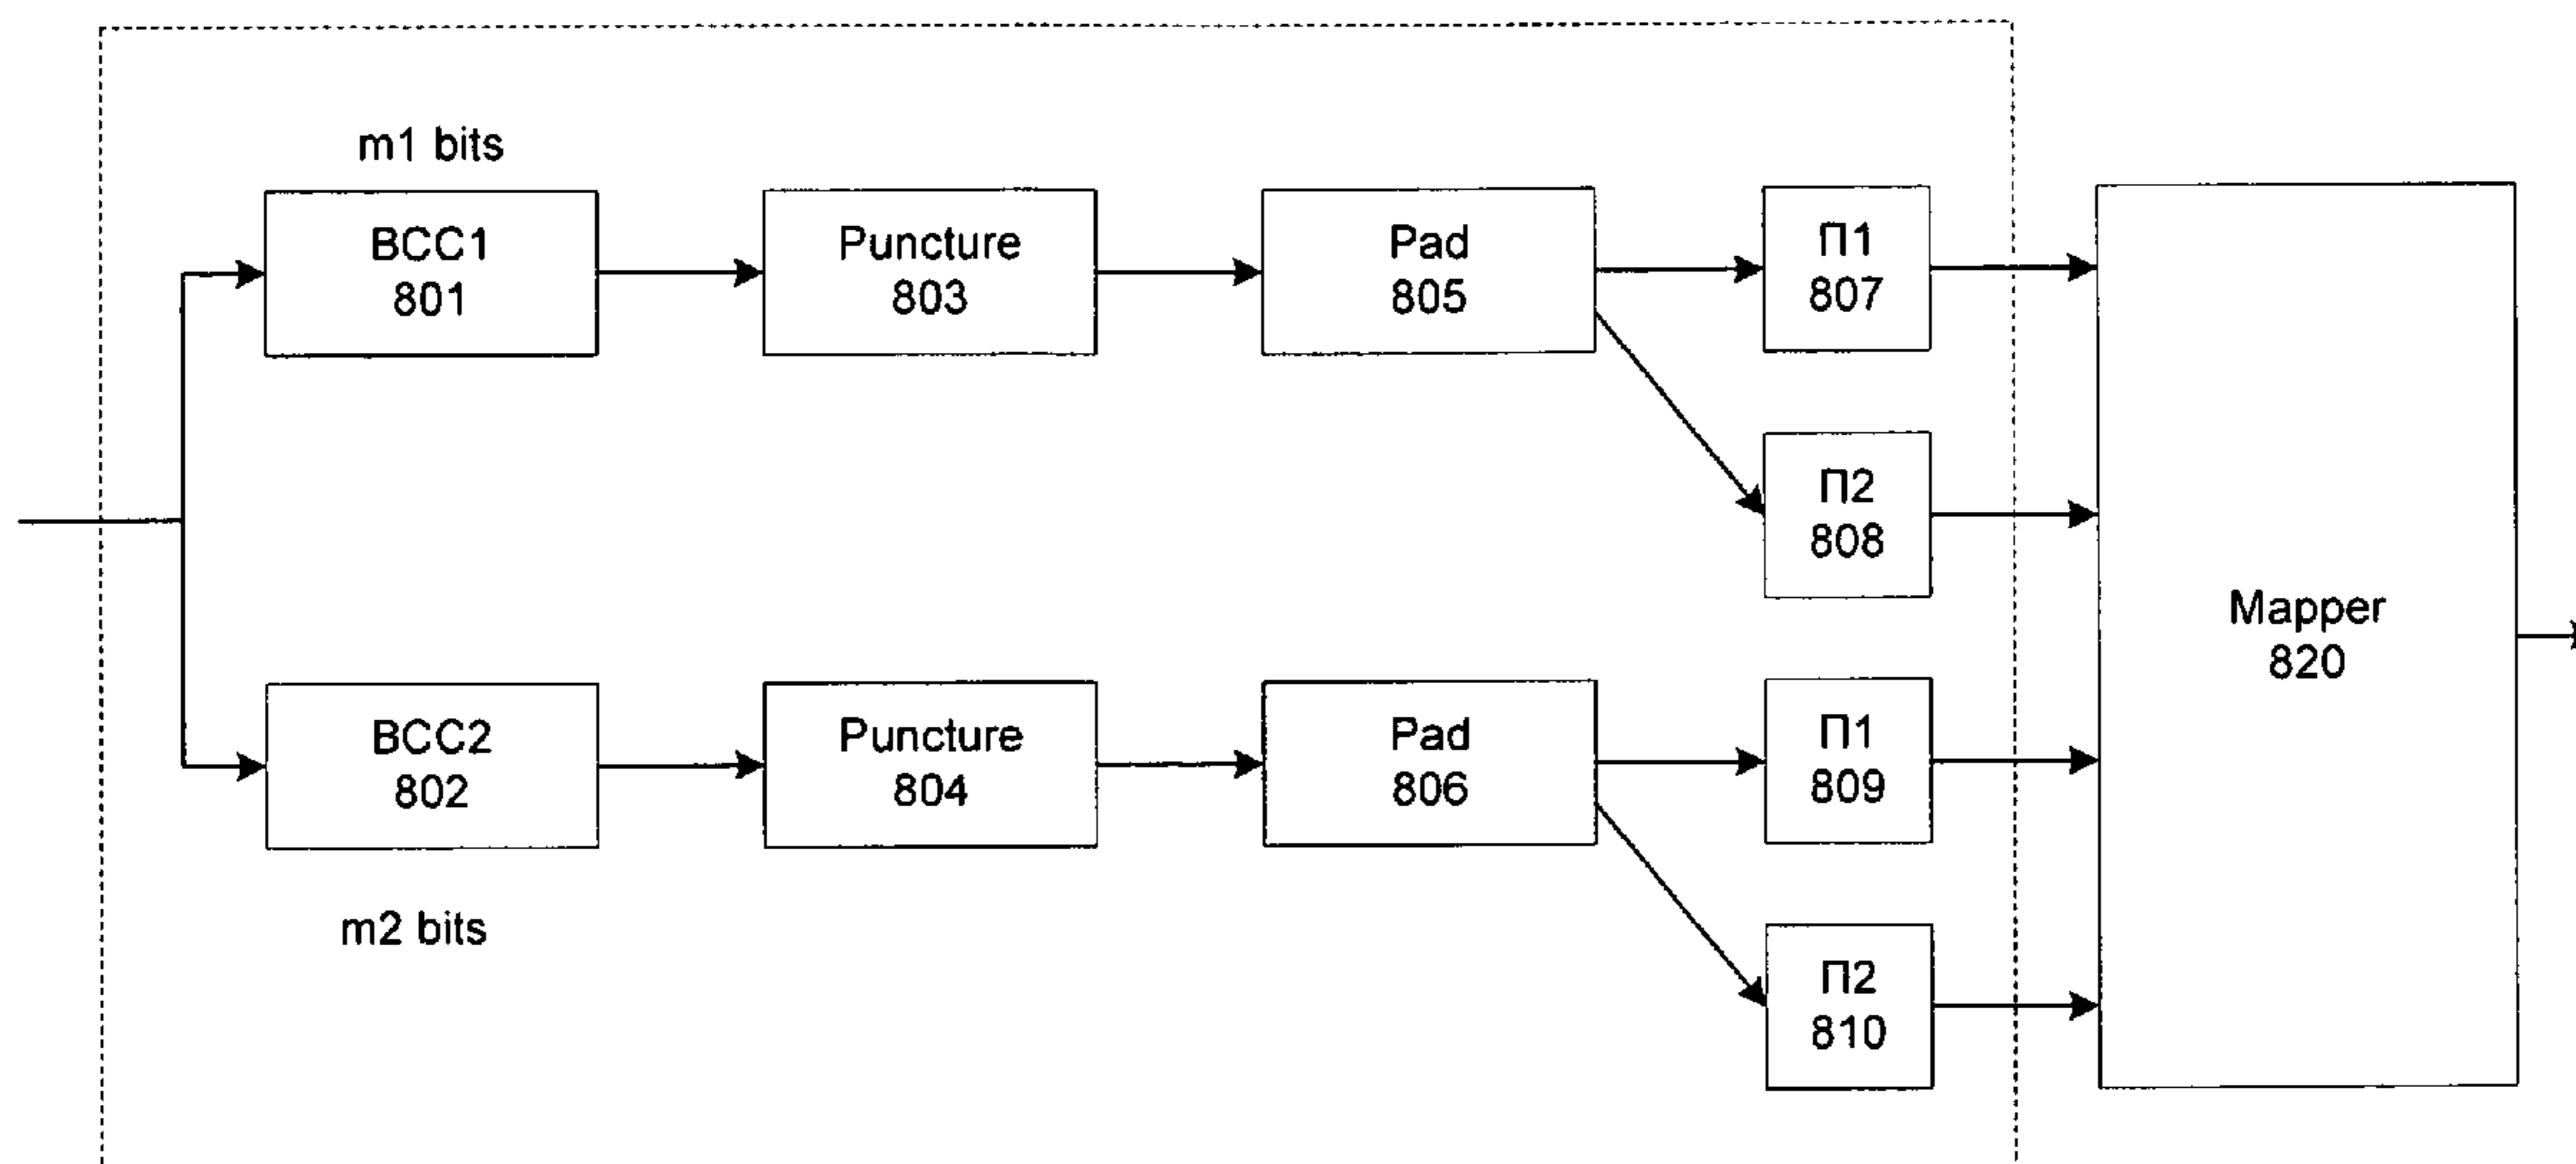 m1 bits
BCC1
801
Puncture
803
Pad
805
Π1
807
Π2
808
Mapper
820
BCC2
802
Puncture
804
Pad
806
Π1
809
m2 bits
Π2
810